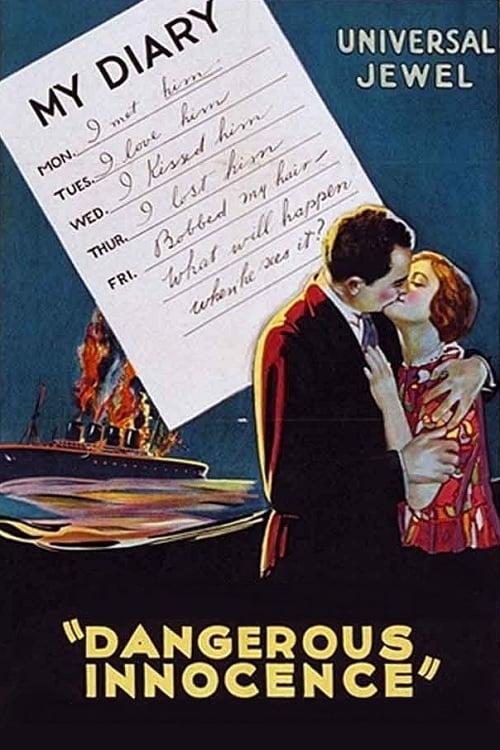 MY DIARY
MON. I met him
TUES. I love him
WED. I Kissed him
THUR. I lost him
FRI. Bobbed my hair—
What will happen
when he sees it?
UNIVERSAL
JEWEL
"DANGEROUS
INNOCENCE"